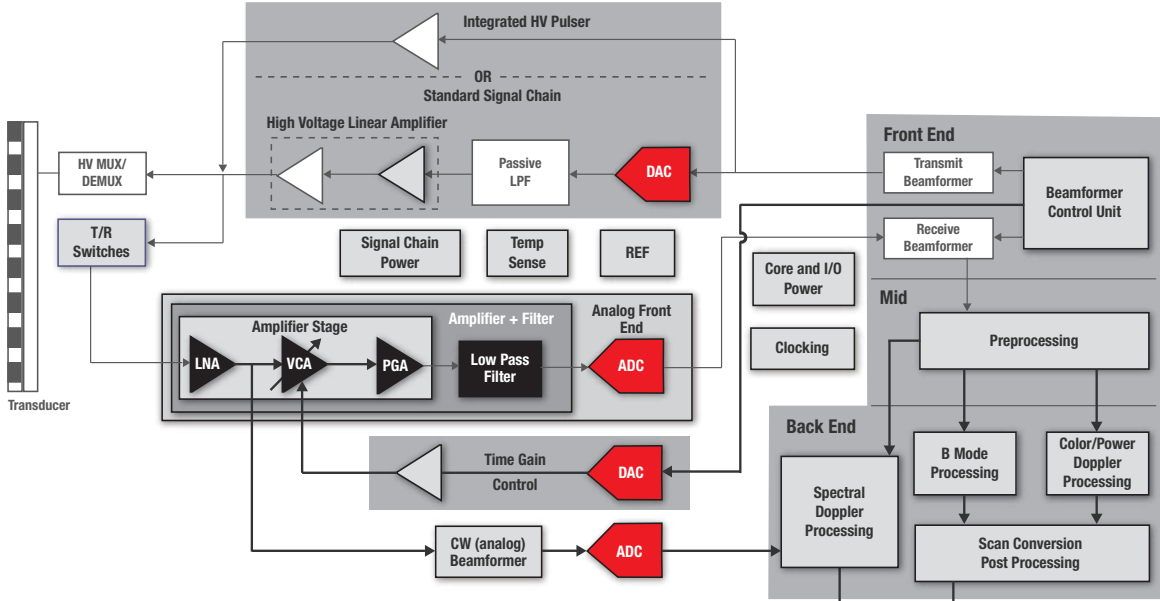 Integrated HV Pulser
OR
Standard Signal Chain
High Voltage Linear Amplifier
HV MUX/
DEMUX
Passive
LPF
DAC
Front End
Transmit
Beamformer
Beamformer
Control Unit
T/R
Switches
Receive
Beamformer
Signal Chain
Power
Temp
Sense
REF
Core and I/O
Power
Mid
Clocking
Preprocessing
Transducer
Amplifier + Filter
Analog Front
End
Amplifier Stage
LNA
VCA
PGA
Low Pass
Filter
ADC
Back End
B Mode
Processing
Color/Power
Doppler
Processing
Time Gain
Control
DAC
Spectral
Doppler
Processing
CW (analog)
Beamformer
ADC
Scan Conversion
Post Processing